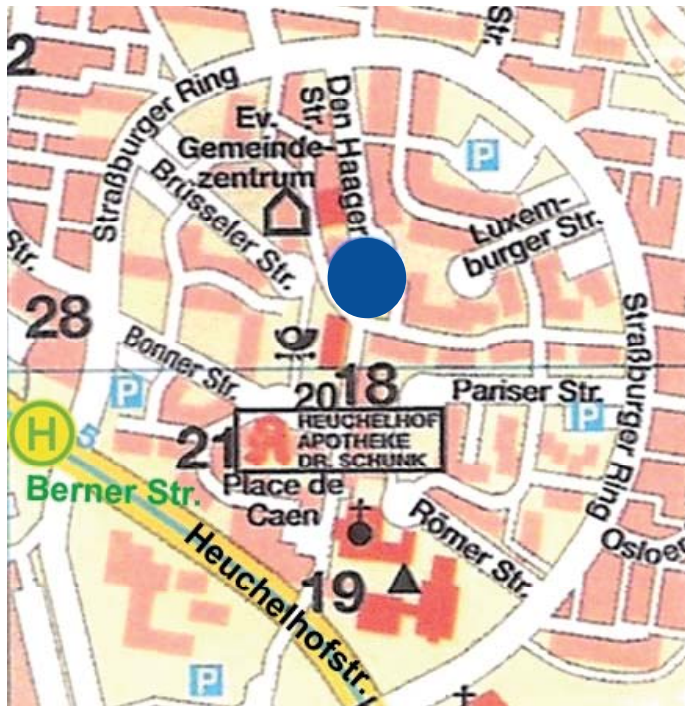 2
Str.
Straßburger Ring
Den Haager
Str.
Ev.
Gemeinde-
zentrum
P
Brüsseler Str.
Luxem-
burger Str.
Str.
28
Straßburger Ring
Bonner Str.
20
18
Pariser Str.
P
P
H
5
21
HEUCHELHOF
APOTHEKE
DR. SCHUNK
Berner Str.
Place de
Caen
Römer Str.
Osloer
Heuchelhofstr.
19
P